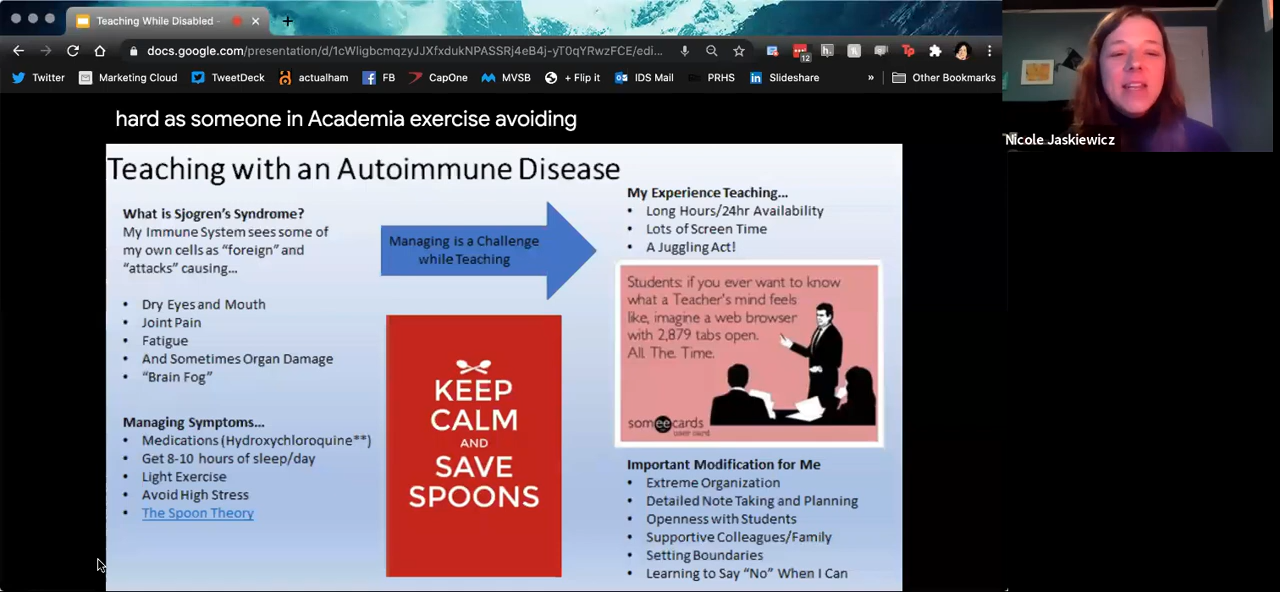 Teaching While Disabled -
docs.google.com/presentation/d/1cWligbcmqzyJJXfxdukNPASSRj4eB4j-yT0qYRwzFCE/edi...
12
Twitter
Marketing Cloud
TweetDeck
actualham
FB
CapOne
MVSB
+ Flip it
IDS Mail
PRHS
Slideshare
»
Other Bookmarks
hard as someone in Academia exercise avoiding
Nicole Jaskiewicz
Teaching with an Autoimmune Disease
What is Sjogren's Syndrome?
My Immune System sees some of
my own cells as "foreign" and
"attacks" causing...
• Dry Eyes and Mouth
• Joint Pain
• Fatigue
• And Sometimes Organ Damage
• "Brain Fog"
Managing Symptoms...
• Medications (Hydroxychloroquine**)
• Get 8-10 hours of sleep/day
• Light Exercise
• Avoid High Stress
• The Spoon Theory
Managing is a Challenge
while Teaching
KEEP
CALM
AND
SAVE
SPOONS
My Experience Teaching...
• Long Hours/24hr Availability
• Lots of Screen Time
• A Juggling Act!
Students: if you ever want to know
what a Teacher's mind feels
like, imagine a web browser
with 2,879 tabs open.
All. The. Time.
someecards
user card
Important Modification for Me
• Extreme Organization
• Detailed Note Taking and Planning
• Openness with Students
• Supportive Colleagues/Family
• Setting Boundaries
• Learning to Say "No" When I Can